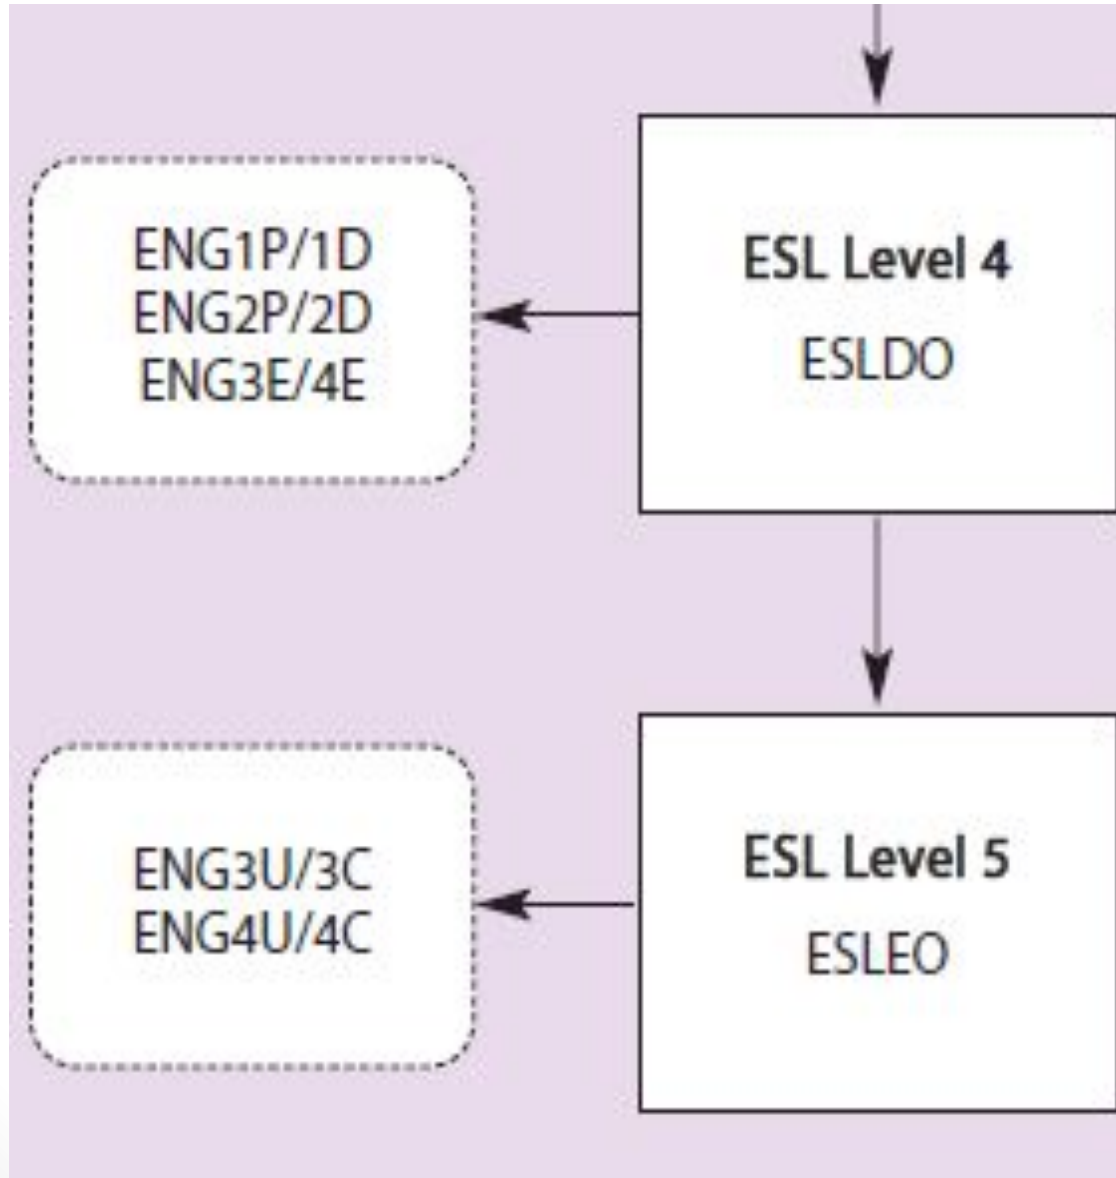 ENG1P/1D
ENG2P/2D
ENG3E/4E
ESL Level 4
ESLDO
ENG3U/3C
ENG4U/4C
ESL Level 5
ESLEO